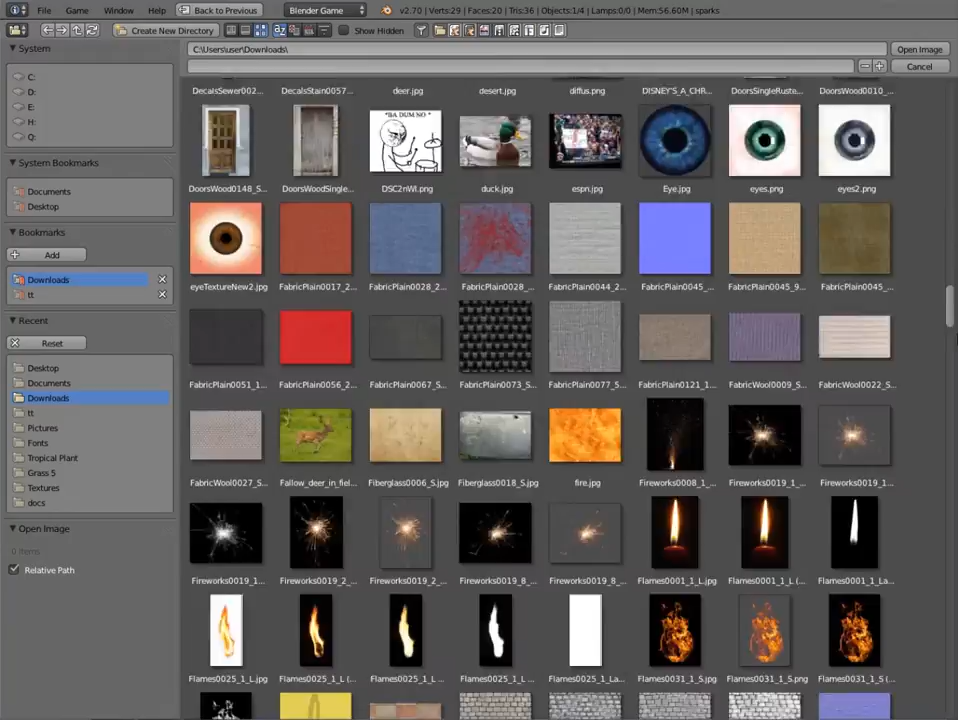 File Game Window Help Back to Previous Blender Game v2.70 | Verts:29 | Faces:20 | Tris:36 | Objects:1/4 | Lamps:0/0 | Mem:56.60M | sparks
Create New Directory Show Hidden
System
C:
D:
E:
H:
Q:
System Bookmarks
Documents
Desktop
Bookmarks
Add
Downloads
tt
Recent
Reset
Desktop
Documents
Downloads
tt
Pictures
Fonts
Tropical Plant
Grass 5
Textures
docs
Open Image
0 items
Relative Path
C:\Users\user\Downloads\ Open Image
Cancel
DecalsSewer002... DecalsStain0057... deer.jpg desert.jpg diffus.png DISNEY'S_A_CHR... DoorsSingleRuste... DoorsWood0010_...
*BA DUM NO *
DoorsWood0148_S... DoorsWoodSingle... DSC2nWl.png duck.jpg espn.jpg Eye.jpg eyes.png eyes2.png
eyeTextureNew2.jpg FabricPlain0017_2... FabricPlain0028_2... FabricPlain0028_... FabricPlain0044_2... FabricPlain0045_... FabricPlain0045_9... FabricPlain0045_...
FabricPlain0051_1... FabricPlain0056_2... FabricPlain0067_S... FabricPlain0073_S... FabricPlain0077_5... FabricPlain0121_1... FabricWool0009_S... FabricWool0022_S...
FabricWool0027_S... Fallow_deer_in_fiel... Fiberglass0006_S.jpg Fiberglass0018_S.jpg fire.jpg Fireworks0008_1_... Fireworks0019_1_... Fireworks0019_1_...
Fireworks0019_1... Fireworks0019_2_... Fireworks0019_2_... Fireworks0019_8_... Fireworks0019_8_... Flames0001_1_L.jpg Flames0001_1_L (... Flames0001_1_La...
Flames0025_1_L.jpg Flames0025_1_L (... Flames0025_1_L ... Flames0025_1_L ... Flames0025_1_La... Flames0031_1_S.jpg Flames0031_1_S.png Flames0031_1_S (...